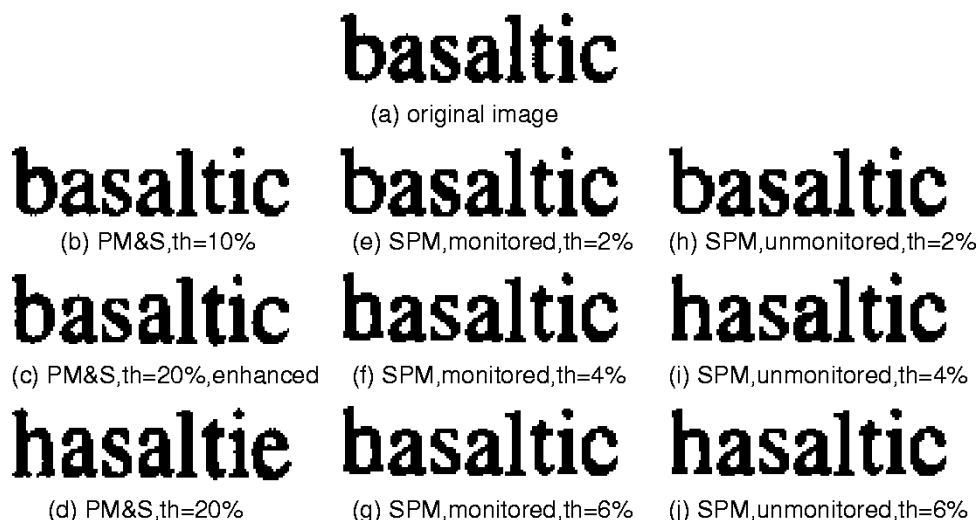 basaltic
(a) original image
basaltic basaltic basaltic
(b) PM&S,th=10% (e) SPM,monitored,th=2% (h) SPM,unmonitored,th=2%
basaltic basaltic hasaltic
(c) PM&S,th=20%,enhanced (f) SPM,monitored,th=4% (i) SPM,unmonitored,th=4%
hasaltie basaltic hasaltic
(d) PM&S,th=20% (g) SPM,monitored,th=6% (j) SPM,unmonitored,th=6%